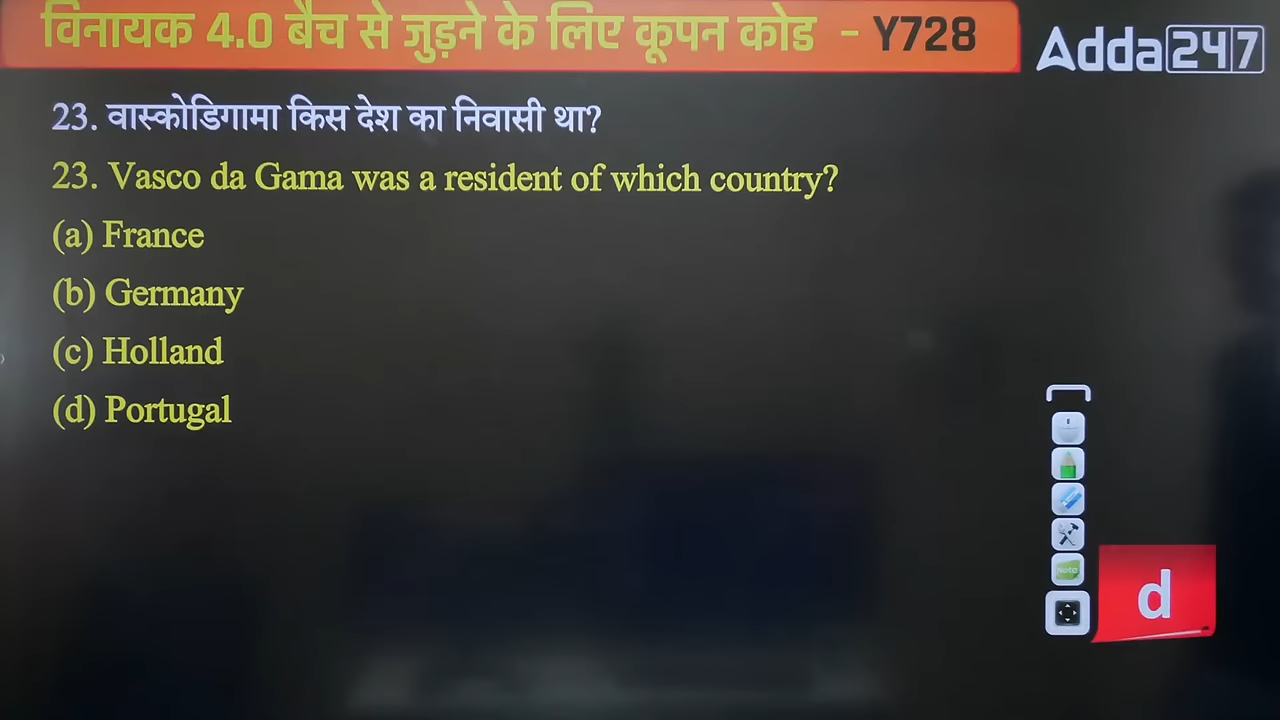 विनायक 4.0 बैच से जुड़ने के लिए कूपन कोड - Y728
Adda247
23. वास्कोडिगामा किस देश का निवासी था?
23. Vasco da Gama was a resident of which country?
(a) France
(b) Germany
(c) Holland
(d) Portugal
Note
d